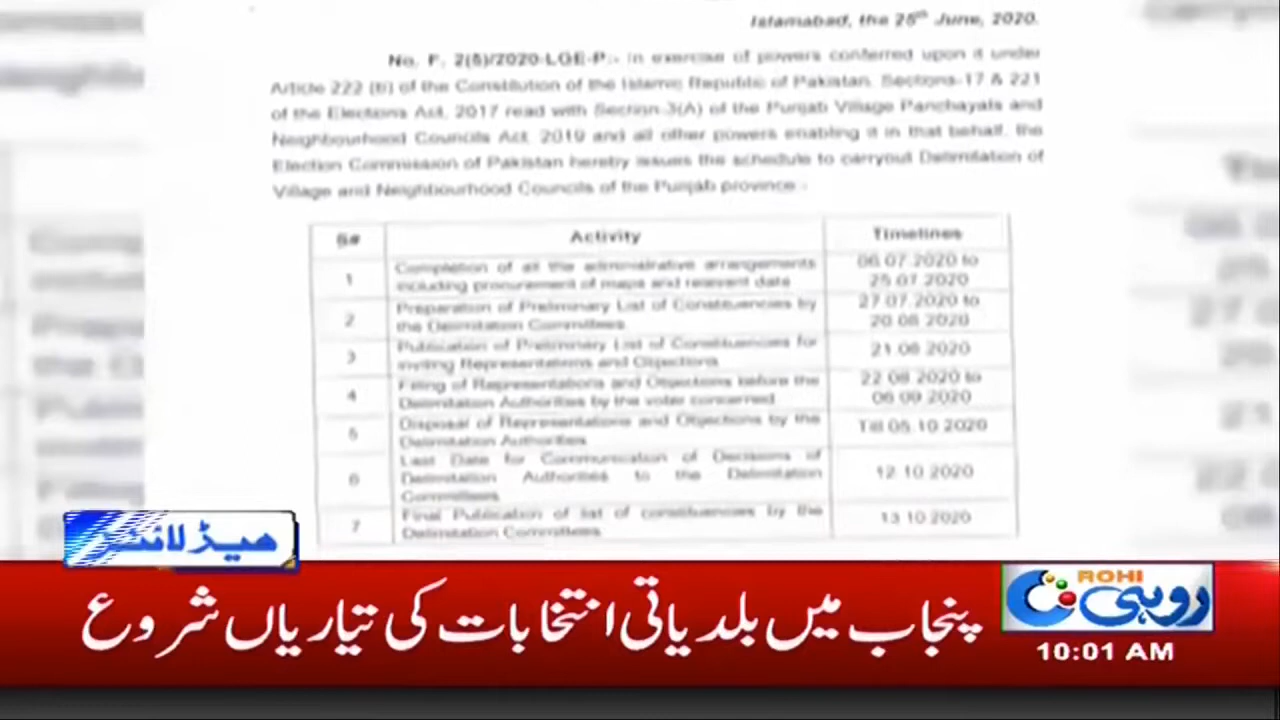 Islamabad, the 25th June, 2020.
No. F. 2(5)/2020-LGE-P:- In exercise of powers conferred upon it under
Article 222 (b) of the Constitution of the Islamic Republic of Pakistan, Sections-17 & 221
of the Elections Act, 2017 read with Section-3(A) of the Punjab Village Panchayats and
Neighbourhood Councils Act, 2019 and all other powers enabling it in that behalf, the
Election Commission of Pakistan hereby issues the schedule to carryout Delimitation of
Village and Neighbourhood Councils of the Punjab province:-
S# Activity Timelines
1 Completion of all the administrative arrangements including procurement of maps and relevant data 06.07.2020 to 25.07.2020
2 Preparation of Preliminary List of Constituencies by the Delimitation Committees. 27.07.2020 to 20.08.2020
3 Publication of Preliminary List of Constituencies for inviting Representations and Objections 21.08.2020
4 Filing of Representations and Objections before the Delimitation Authorities by the voter concerned 22.08.2020 to 06.09.2020
5 Disposal of Representations and Objections by the Delimitation Authorities. Till 05.10.2020
6 Last Date for Communication of Decisions of Delimitation Authorities to the Delimitation Committees 12.10.2020
7 Final Publication of list of constituencies by the Delimitation Committees. 13.10.2020
ہیڈلائنز
پنجاب میں بلدیاتی انتخابات کی تیاریاں شروع
ROHI
روہی
10:01 AM